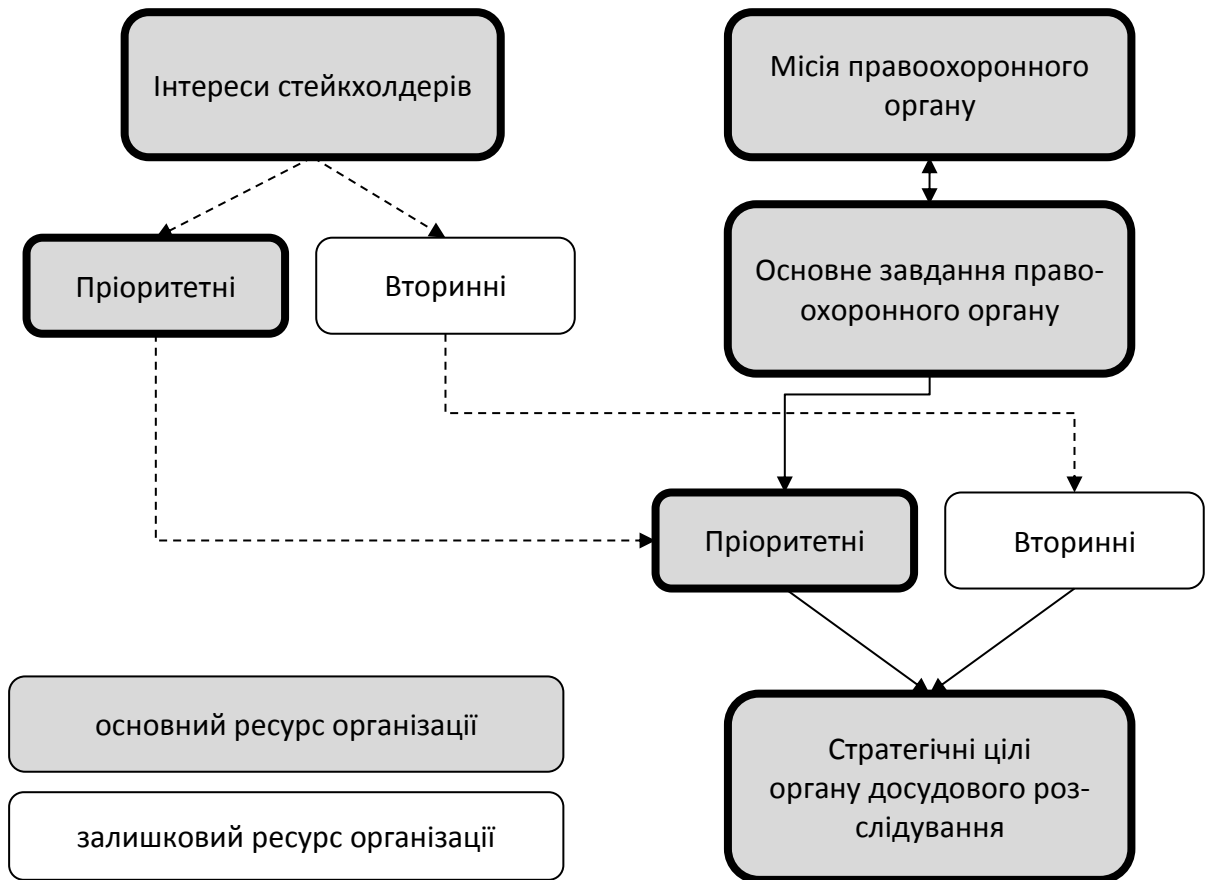 Інтереси стейкхолдерів
Місія правоохоронного
органу
Пріоритетні
Вторинні
Основне завдання право-
охоронного органу
Пріоритетні
Вторинні
основний ресурс організації
залишковий ресурс організації
Стратегічні цілі
органу досудового роз-
слідування